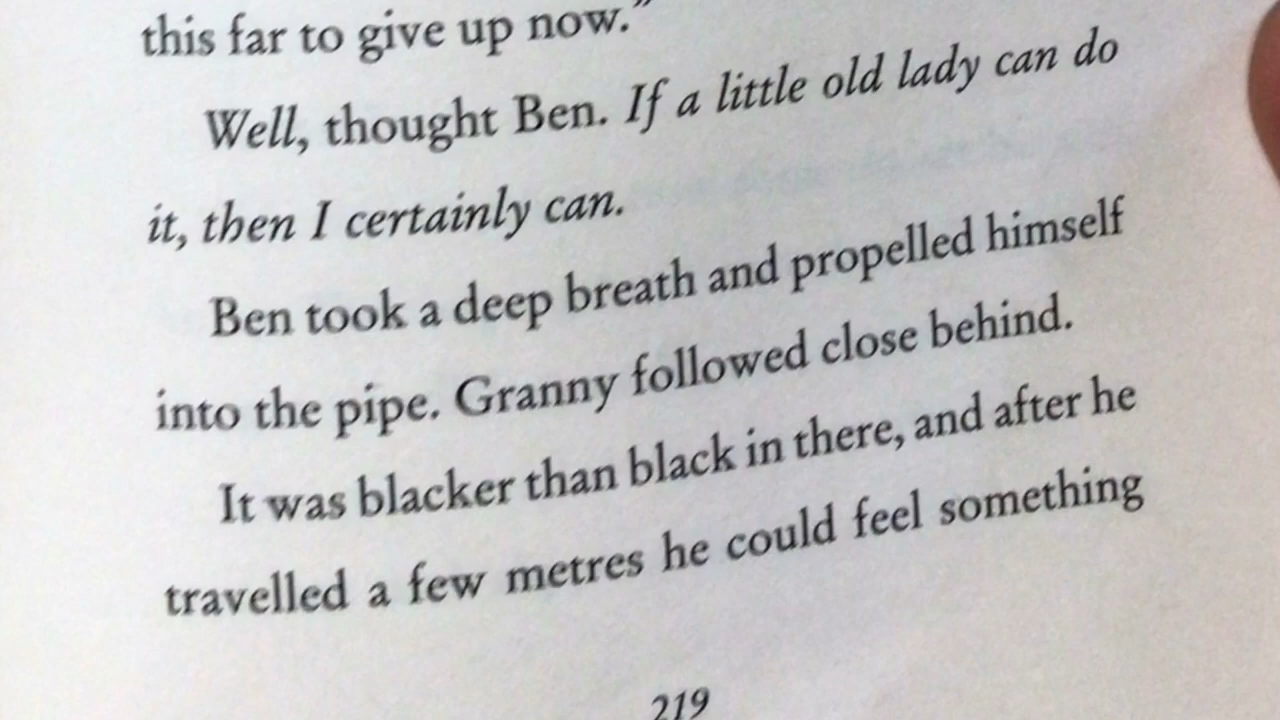 this far to give up now.”
Well, thought Ben. If a little old lady can do
it, then I certainly can.
Ben took a deep breath and propelled himself
into the pipe. Granny followed close behind.
It was blacker than black in there, and after he
travelled a few metres he could feel something
219